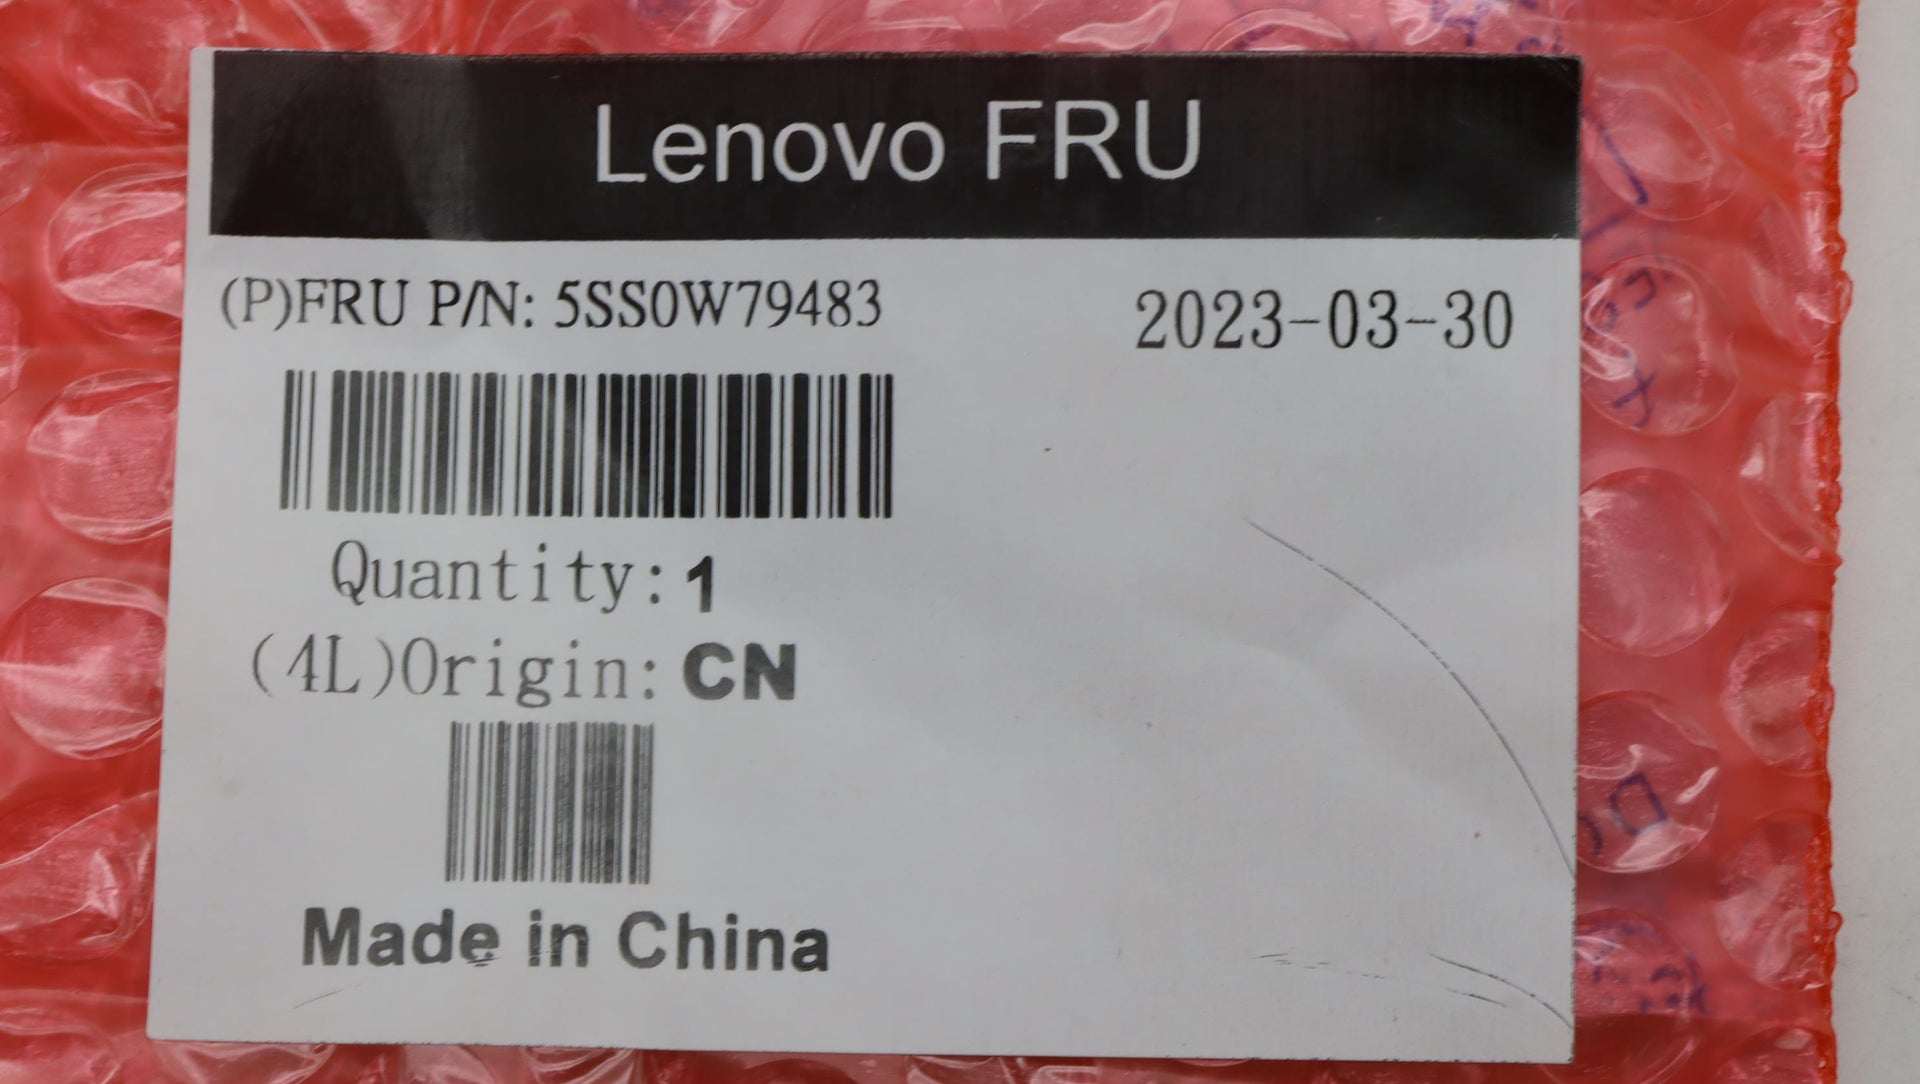 Lenovo FRU
(P)FRU P/N: 5SS0W79483
2023-03-30
Quantity: 1
(4L)Origin: CN
Made in China